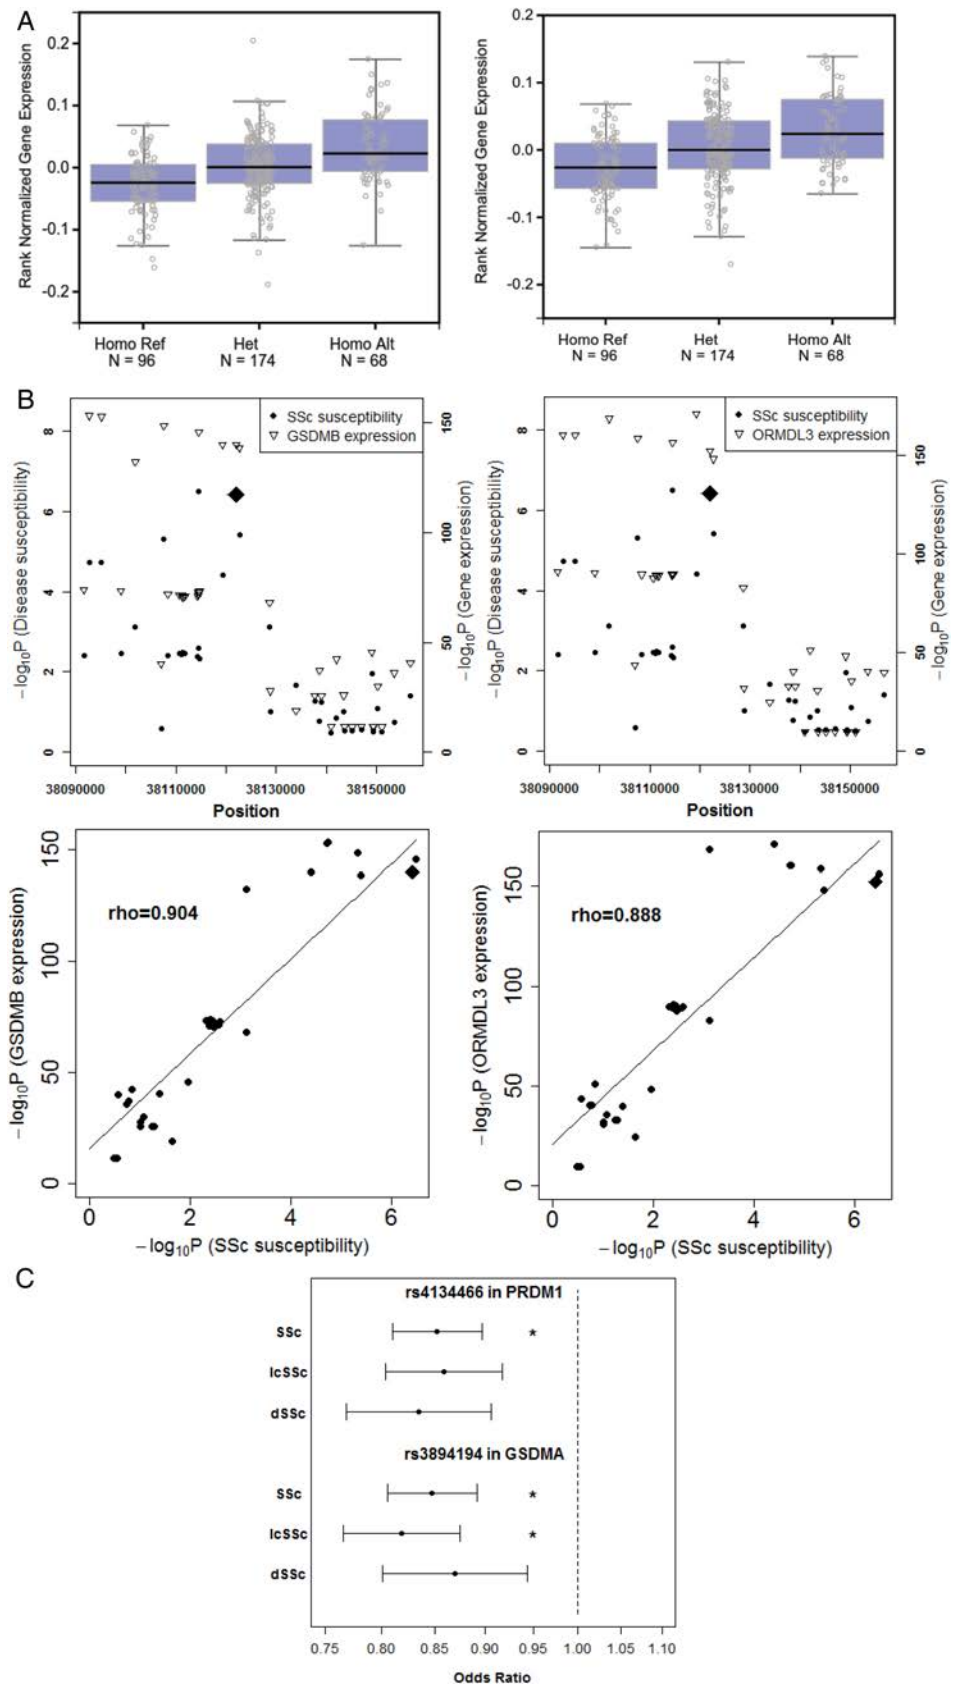 A
Rank Normalized Gene Expression
0.2
0.1
0.0
-0.1
-0.2
Homo Ref
N = 96
Het
N = 174
Homo Alt
N = 68
Rank Normalized Gene Expression
0.2
0.1
0.0
-0.1
-0.2
Homo Ref
N = 96
Het
N = 174
Homo Alt
N = 68
B
−log10P (Disease susceptibility)
8
6
4
2
0
SSc susceptibility
GSDMB expression
150
100
50
0
−log10P (Gene expression)
38090000
38110000
38130000
38150000
Position
−log10P (Disease susceptibility)
8
6
4
2
0
SSc susceptibility
ORMDL3 expression
150
100
50
0
−log10P (Gene expression)
38090000
38110000
38130000
38150000
Position
−log10P (GSDMB expression)
150
100
50
0
rho=0.904
0
2
4
6
−log10P (SSc susceptibility)
−log10P (ORMDL3 expression)
150
100
50
0
rho=0.888
0
2
4
6
−log10P (SSc susceptibility)
C
rs4134466 in PRDM1
SSc *
lcSSc
dSSc
rs3894194 in GSDMA
SSc *
lcSSc *
dSSc
0.75 0.80 0.85 0.90 0.95 1.00 1.05 1.10
Odds Ratio